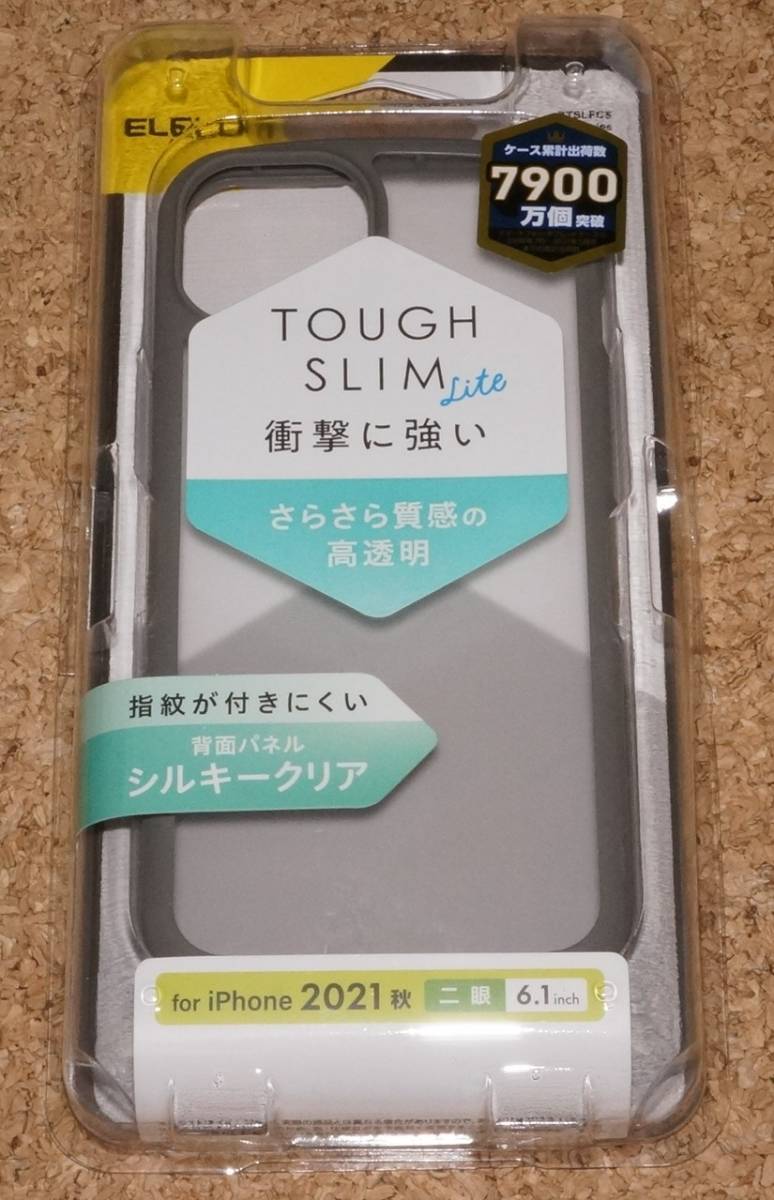 ELECOM
ケース累計出荷数
7900
万個 突破
TOUGH
SLIM Lite
衝撃に強い
さらさら質感の
高透明
指紋が付きにくい
背面パネル
シルキークリア
for iPhone 2021 秋 二眼 6.1inch